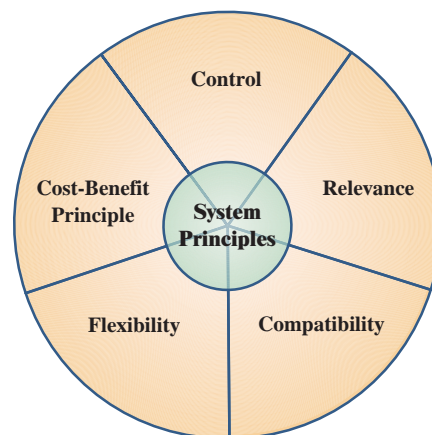 Control
Cost-Benefit
Principle
Relevance
System
Principles
Flexibility
Compatibility